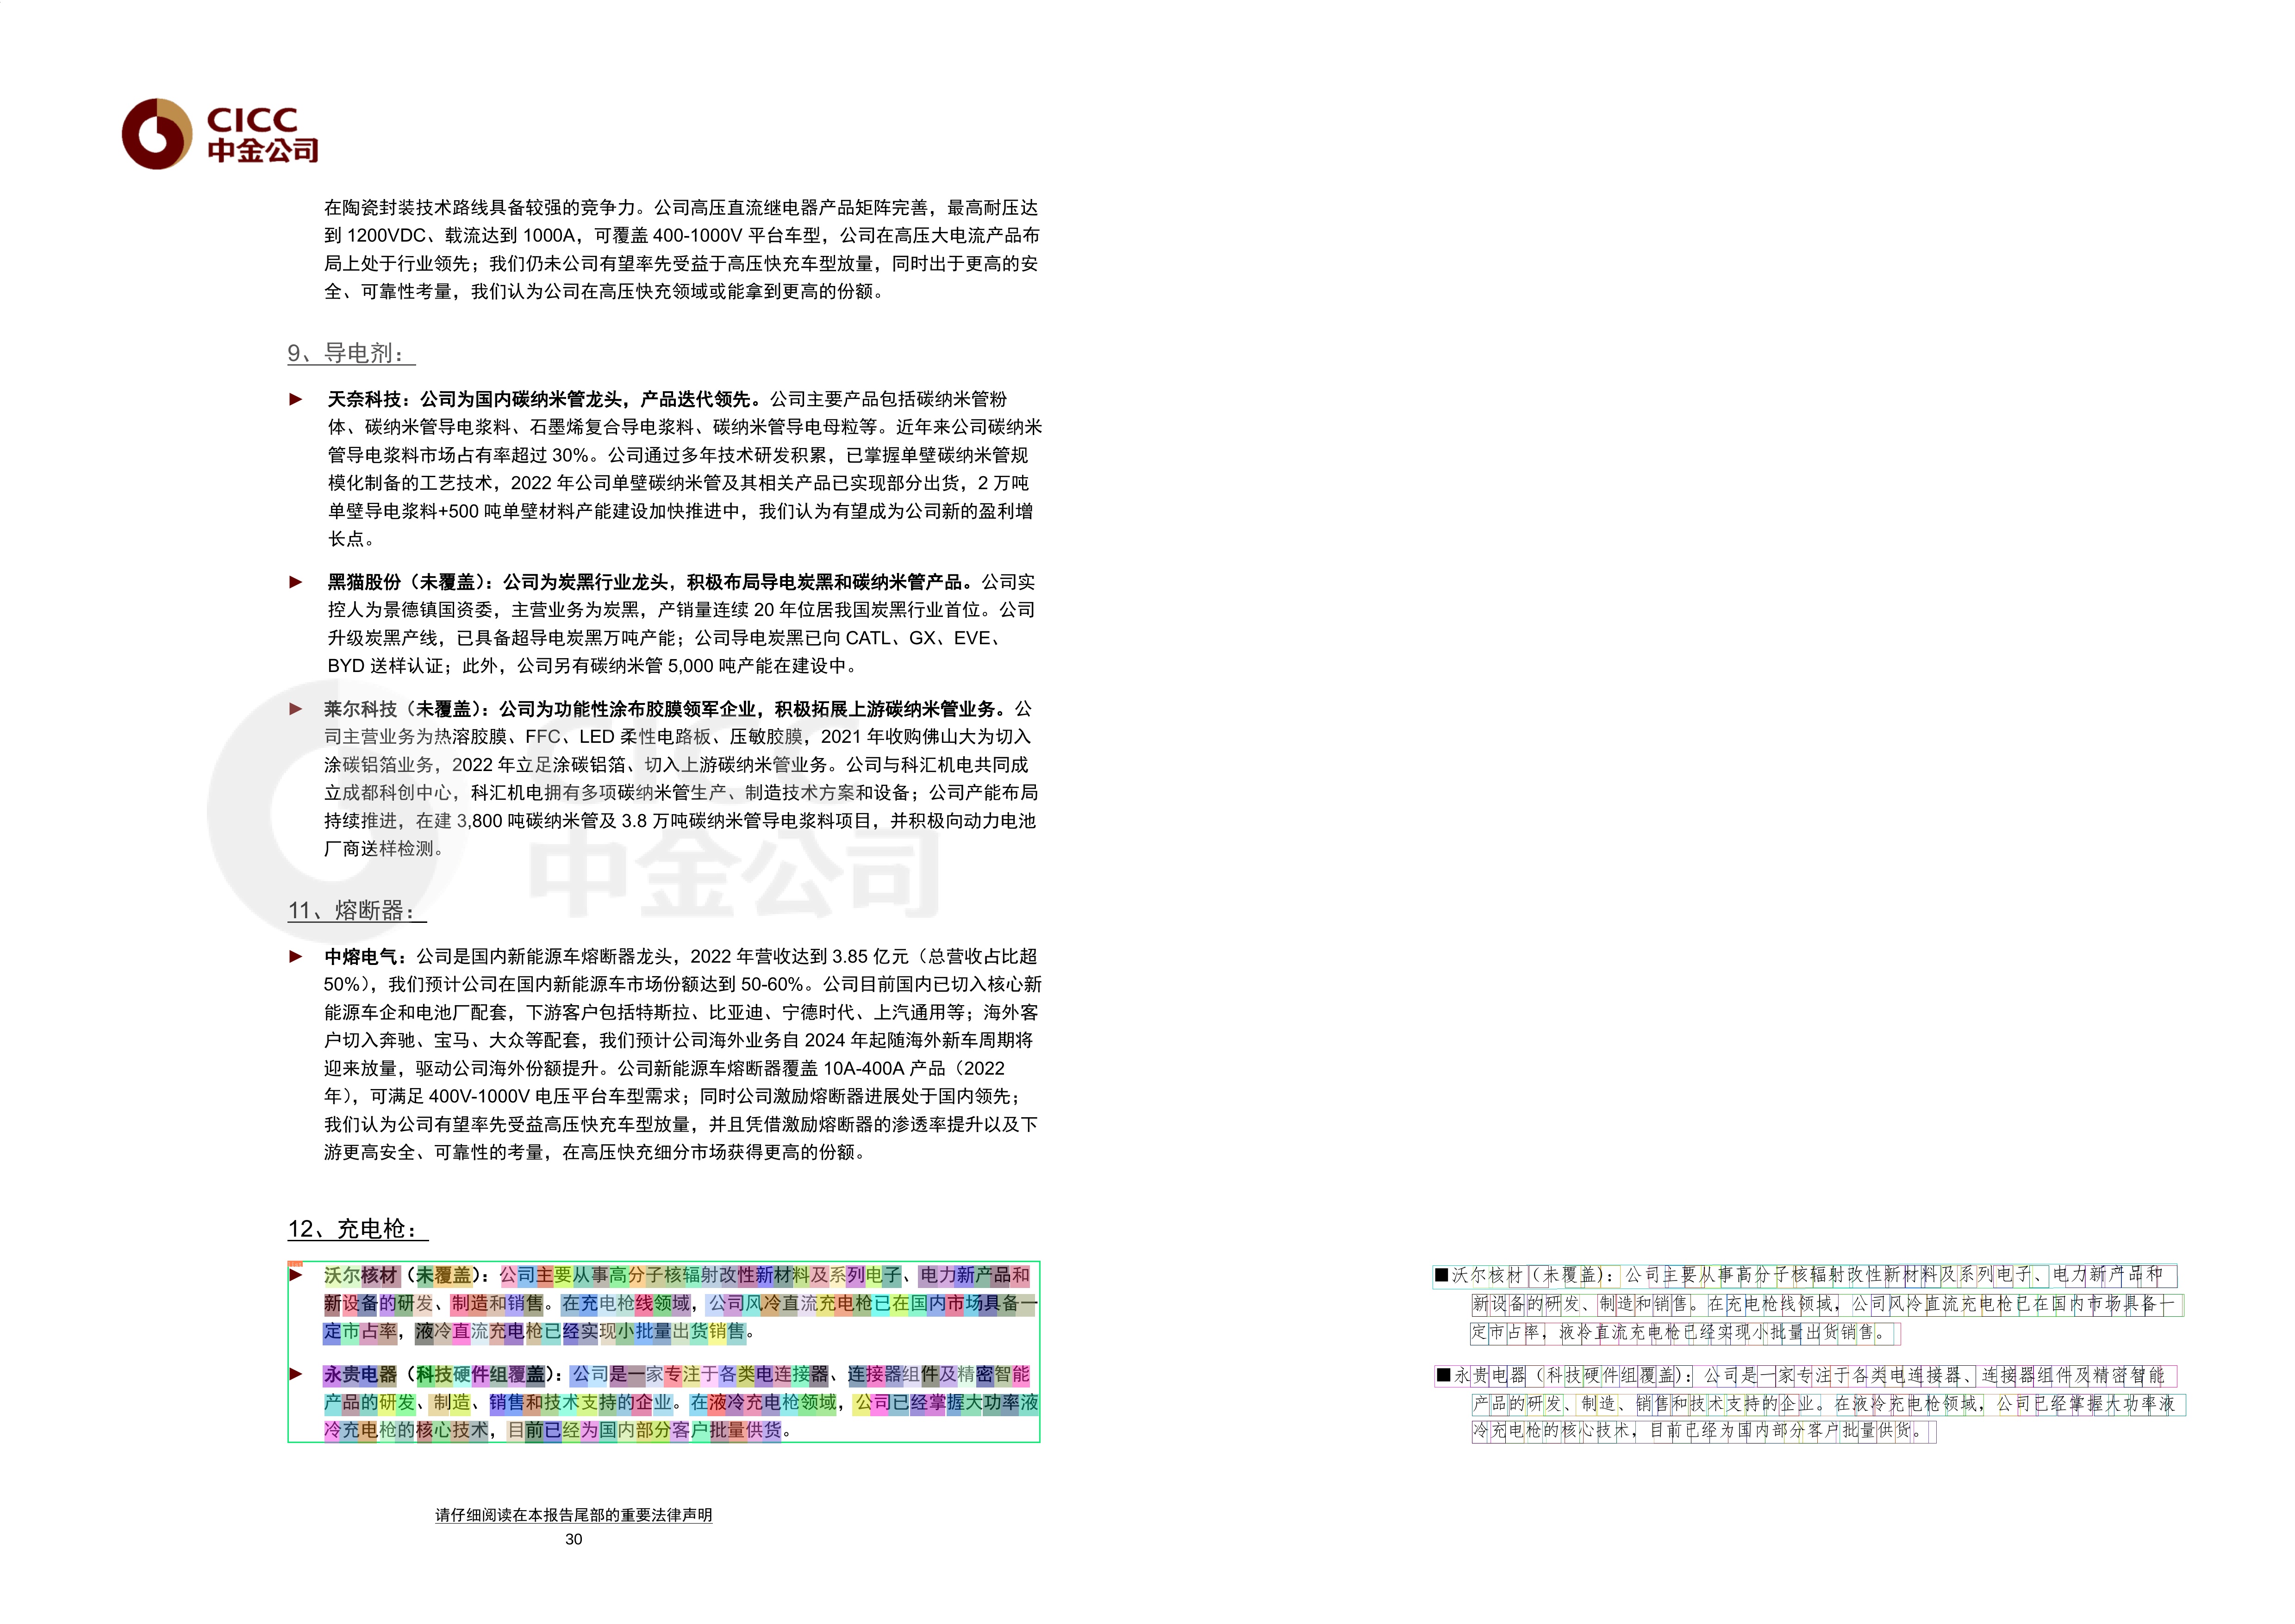 CICC
中金公司
在陶瓷封装技术路线具备较强的竞争力。公司高压直流继电器产品矩阵完善，最高耐压达
到 1200VDC、载流达到 1000A，可覆盖 400-1000V 平台车型，公司在高压大电流产品布
局上处于行业领先；我们仍未公司有望率先受益于高压快充车型放量，同时出于更高的安
全、可靠性考量，我们认为公司在高压快充领域或能拿到更高的份额。
9、导电剂：
► 天奈科技：公司为国内碳纳米管龙头，产品迭代领先。公司主要产品包括碳纳米管粉
体、碳纳米管导电浆料、石墨烯复合导电浆料、碳纳米管导电母粒等。近年来公司碳纳米
管导电浆料市场占有率超过 30%。公司通过多年技术研发积累，已掌握单壁碳纳米管规
模化制备的工艺技术，2022 年公司单壁碳纳米管及其相关产品已实现部分出货，2 万吨
单壁导电浆料+500 吨单壁材料产能建设加快推进中，我们认为有望成为公司新的盈利增
长点。
► 黑猫股份（未覆盖）：公司为炭黑行业龙头，积极布局导电炭黑和碳纳米管产品。公司实
控人为景德镇国资委，主营业务为炭黑，产销量连续 20 年位居我国炭黑行业首位。公司
升级炭黑产线，已具备超导电炭黑万吨产能；公司导电炭黑已向 CATL、GX、EVE、
BYD 送样认证；此外，公司另有碳纳米管 5,000 吨产能在建设中。
► 莱尔科技（未覆盖）：公司为功能性涂布胶膜领军企业，积极拓展上游碳纳米管业务。公
司主营业务为热溶胶膜、FFC、LED 柔性电路板、压敏胶膜，2021 年收购佛山大为切入
涂碳铝箔业务，2022 年立足涂碳铝箔、切入上游碳纳米管业务。公司与科汇机电共同成
立成都科创中心，科汇机电拥有多项碳纳米管生产、制造技术方案和设备；公司产能布局
持续推进，在建 3,800 吨碳纳米管及 3.8 万吨碳纳米管导电浆料项目，并积极向动力电池
厂商送样检测。
CICC
中金公司
11、熔断器：
► 中熔电气：公司是国内新能源车熔断器龙头，2022 年营收达到 3.85 亿元（总营收占比超
50%），我们预计公司在国内新能源车市场份额达到 50-60%。公司目前国内已切入核心新
能源车企和电池厂配套，下游客户包括特斯拉、比亚迪、宁德时代、上汽通用等；海外客
户切入奔驰、宝马、大众等配套，我们预计公司海外业务自 2024 年起随海外新车周期将
迎来放量，驱动公司海外份额提升。公司新能源车熔断器覆盖 10A-400A 产品（2022
年），可满足 400V-1000V 电压平台车型需求；同时公司激励熔断器进展处于国内领先；
我们认为公司有望率先受益高压快充车型放量，并且凭借激励熔断器的渗透率提升以及下
游更高安全、可靠性的考量，在高压快充细分市场获得更高的份额。
12、充电枪：
► 沃尔核材（未覆盖）：公司主要从事高分子核辐射改性新材料及系列电子、电力新产品和
新设备的研发、制造和销售。在充电枪线领域，公司风冷直流充电枪已在国内市场具备一
定市占率，液冷直流充电枪已经实现小批量出货销售。
► 永贵电器（科技硬件组覆盖）：公司是一家专注于各类电连接器、连接器组件及精密智能
产品的研发、制造、销售和技术支持的企业。在液冷充电枪领域，公司已经掌握大功率液
冷充电枪的核心技术，目前已经为国内部分客户批量供货。
请仔细阅读在本报告尾部的重要法律声明
30
■沃尔核材（未覆盖）：公司主要从事高分子核辐射改性新材料及系列电子、电力新产品种
新设备的研发、制造和销售。在充电枪线领域，公司风冷直流充电枪已在国内市场具备一
定市占率，液冷直流充电枪已经实现小批量出货销售。
■永贵电器（科技硬件组覆盖）：公司是一家专注于各类电连接器、连接器组件及精密智能
产品的研发、制造、销售和技术支持的企业。在液冷充电枪领域，公司已经掌握大功率液
冷充电枪的核心技术，目前已经为国内部分客户批量供货。